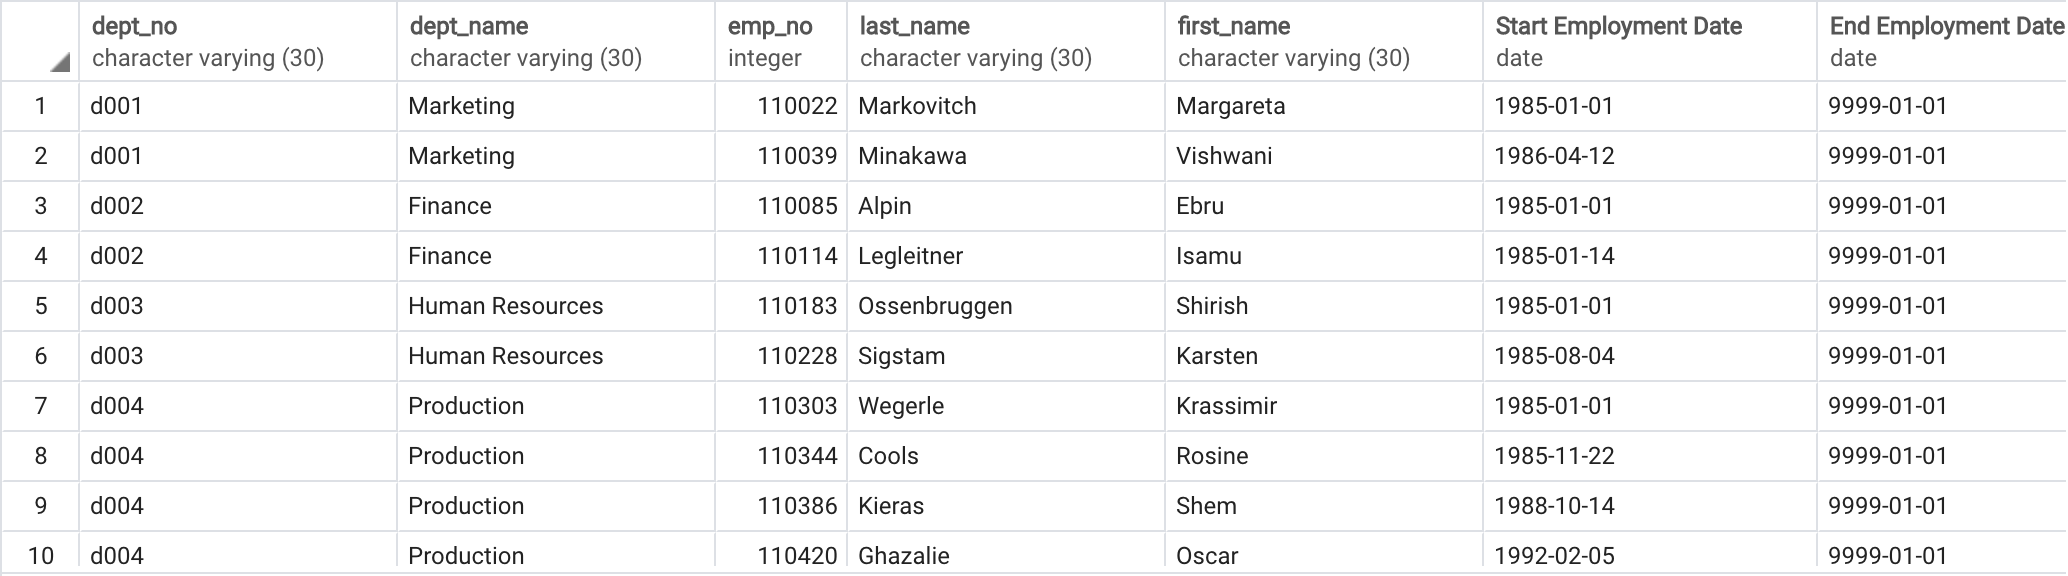 dept_no dept_name emp_no last_name first_name Start Employment Date End Employment Date
character varying (30) character varying (30) integer character varying (30) character varying (30) date date
1 d001 Marketing 110022 Markovitch Margareta 1985-01-01 9999-01-01
2 d001 Marketing 110039 Minakawa Vishwani 1986-04-12 9999-01-01
3 d002 Finance 110085 Alpin Ebru 1985-01-01 9999-01-01
4 d002 Finance 110114 Legleitner Isamu 1985-01-14 9999-01-01
5 d003 Human Resources 110183 Ossenbruggen Shirish 1985-01-01 9999-01-01
6 d003 Human Resources 110228 Sigstam Karsten 1985-08-04 9999-01-01
7 d004 Production 110303 Wegerle Krassimir 1985-01-01 9999-01-01
8 d004 Production 110344 Cools Rosine 1985-11-22 9999-01-01
9 d004 Production 110386 Kieras Shem 1988-10-14 9999-01-01
10 d004 Production 110420 Ghazalie Oscar 1992-02-05 9999-01-01